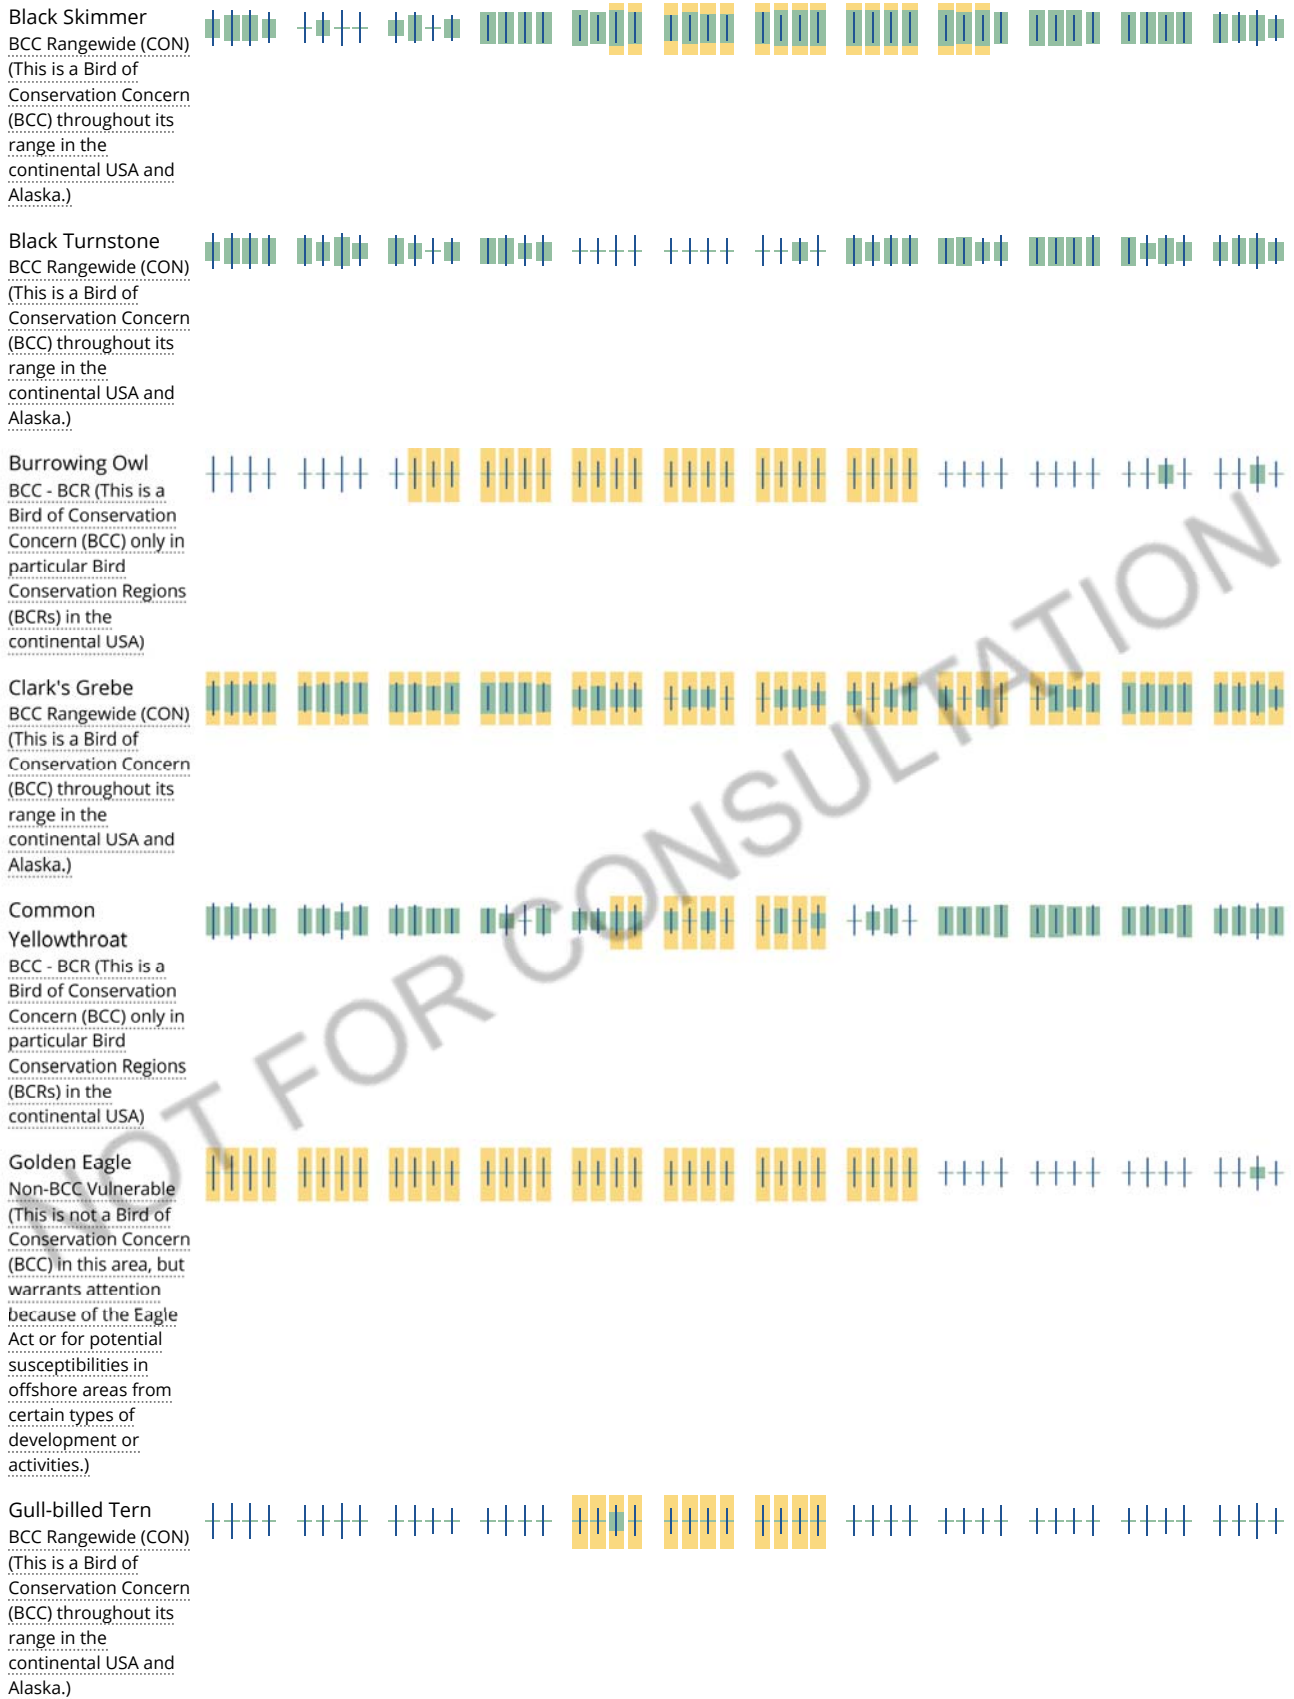 Black Skimmer
BCC Rangewide (CON)
(This is a Bird of
Conservation Concern
(BCC) throughout its
range in the
continental USA and
Alaska.)
Black Turnstone
BCC Rangewide (CON)
(This is a Bird of
Conservation Concern
(BCC) throughout its
range in the
continental USA and
Alaska.)
Burrowing Owl
BCC - BCR (This is a
Bird of Conservation
Concern (BCC) only in
particular Bird
Conservation Regions
(BCRs) in the
continental USA)
Clark's Grebe
BCC Rangewide (CON)
(This is a Bird of
Conservation Concern
(BCC) throughout its
range in the
continental USA and
Alaska.)
Common
Yellowthroat
BCC - BCR (This is a
Bird of Conservation
Concern (BCC) only in
particular Bird
Conservation Regions
(BCRs) in the
continental USA)
Golden Eagle
Non-BCC Vulnerable
(This is not a Bird of
Conservation Concern
(BCC) in this area, but
warrants attention
because of the Eagle
Act or for potential
susceptibilities in
offshore areas from
certain types of
development or
activities.)
Gull-billed Tern
BCC Rangewide (CON)
(This is a Bird of
Conservation Concern
(BCC) throughout its
range in the
continental USA and
Alaska.)
NOT FOR CONSULTATION